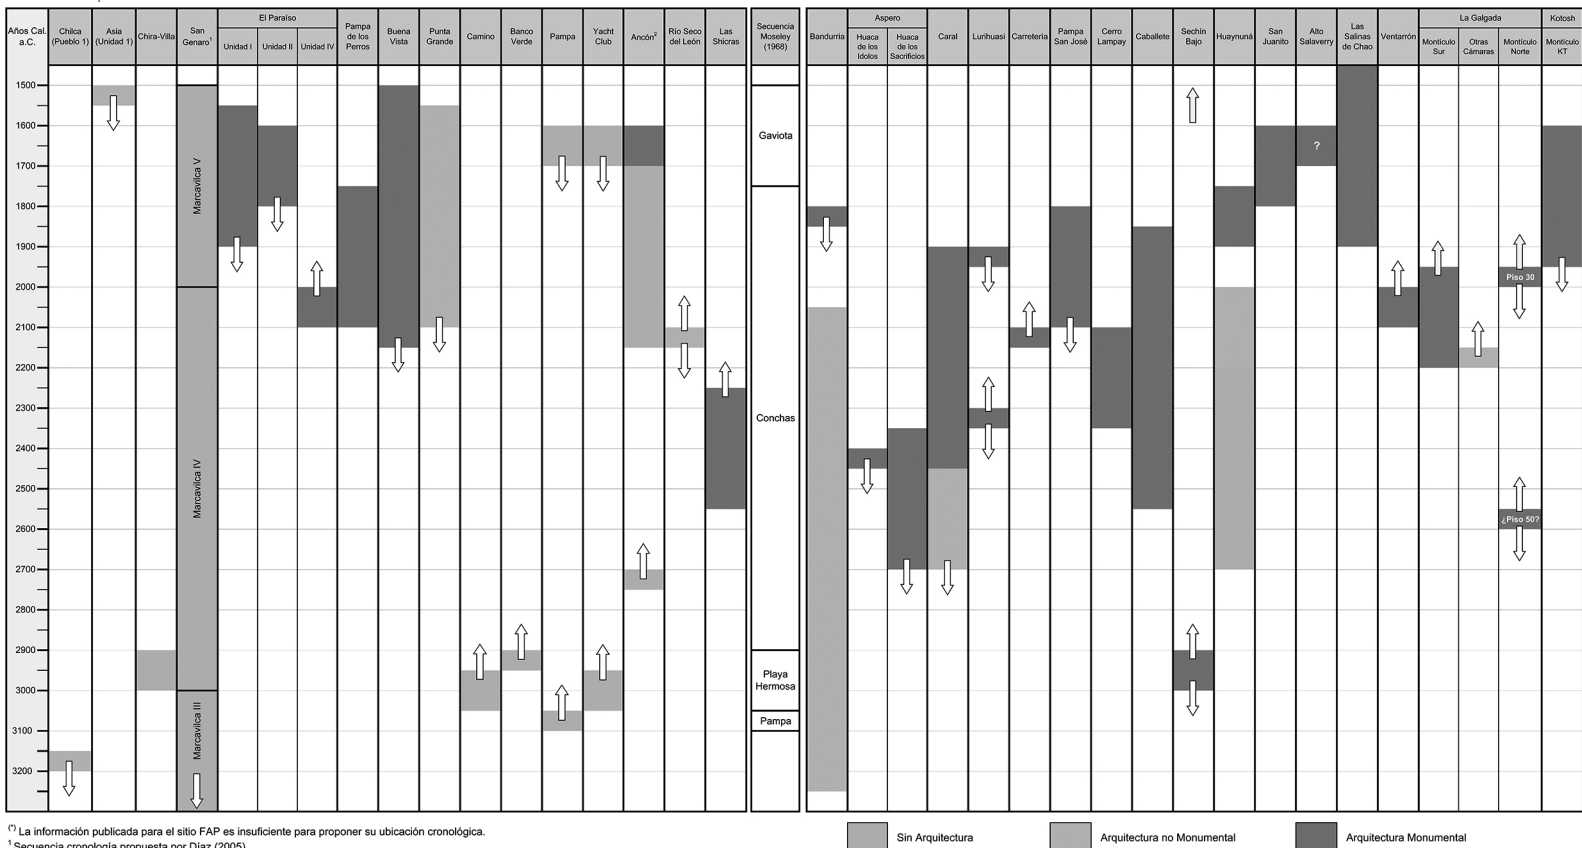 Años Cal.
a.C.
Chilca
(Pueblo 1)
Asia
(Unidad 1)
Chira-Villa
San
Genaro¹
El Paraíso
Unidad I
Unidad II
Unidad IV
Pampa
de los
Perros
Buena
Vista
Punta
Grande
Camino
Banco
Verde
Pampa
Yacht
Club
Ancón²
Río Seco
del León
Las
Shicras
Secuencia
Moseley
(1968)
Bandurria
Aspero
Huaca
de los
Idolos
Huaca
de los
Sacrificios
Caral
Lurihuasi
Carretería
Pampa
San José
Cerro
Lampay
Caballete
Sechín
Bajo
Huaynuná
San
Juanito
Alto
Salaverry
Las
Salinas
de Chao
Ventarrón
La Galgada
Montículo
Sur
Otras
Cámaras
Montículo
Norte
Kotosh
Montículo
KT
1500
1600
1700
1800
1900
2000
2100
2200
2300
2400
2500
2600
2700
2800
2900
3000
3100
3200
Marcavilca V
Marcavilca IV
Marcavilca III
Gaviota
Conchas
Playa
Hermosa
Pampa
?
Piso 30
¿Piso 50?
(*) La información publicada para el sitio FAP es insuficiente para proponer su ubicación cronológica.
¹ Secuencia cronología propuesta por Díaz (2005)
Sin Arquitectura
Arquitectura no Monumental
Arquitectura Monumental